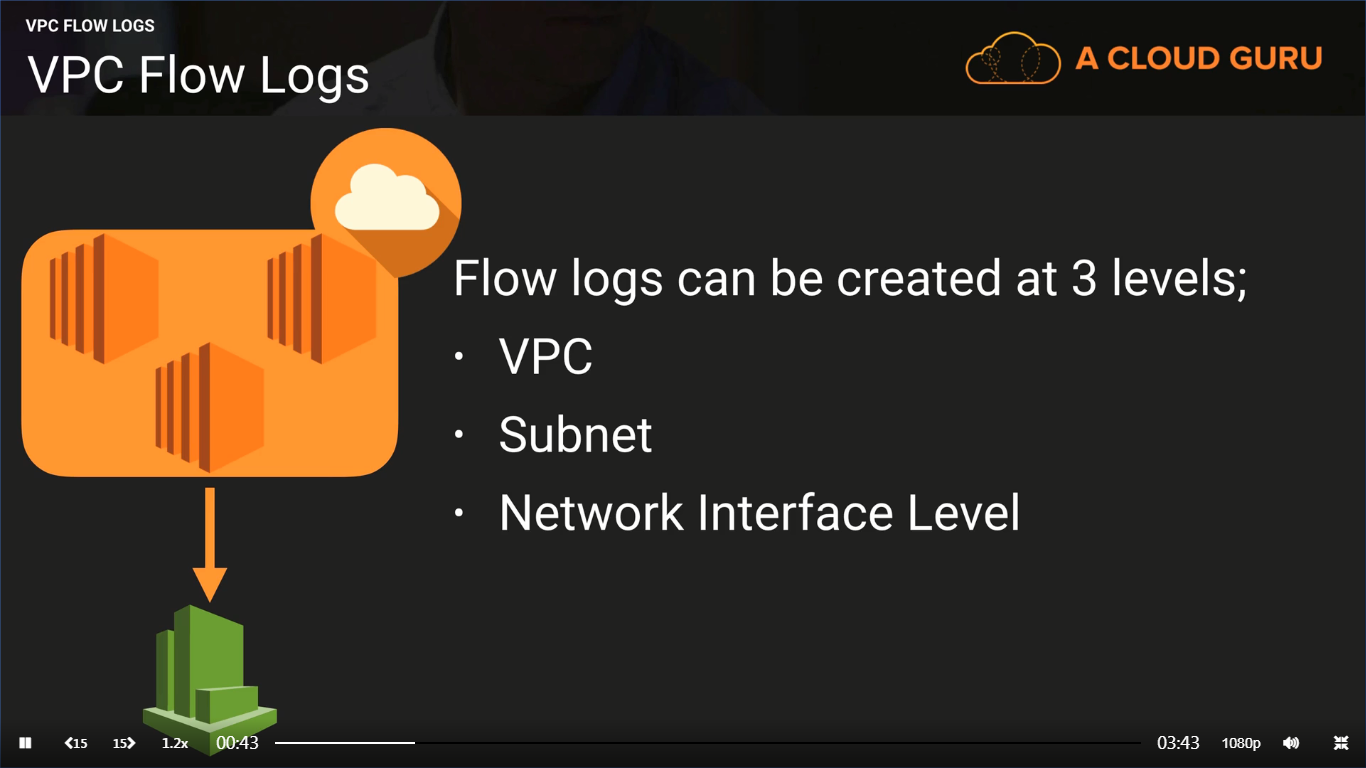 VPC FLOW LOGS
VPC Flow Logs
A CLOUD GURU
Flow logs can be created at 3 levels;
• VPC
• Subnet
• Network Interface Level
15 15 1.2x 00:43 03:43 1080p